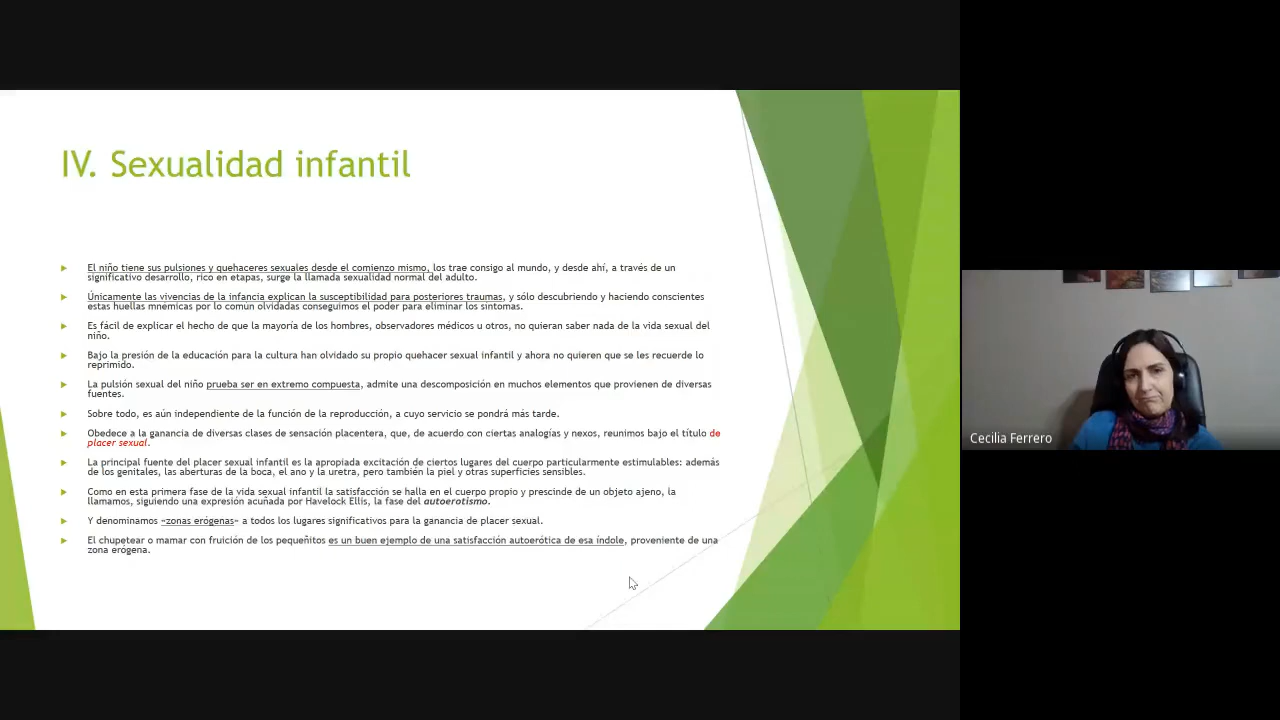 IV. Sexualidad infantil
El niño tiene sus pulsiones y quehaceres sexuales desde el comienzo mismo, los trae consigo al mundo, y desde ahí, a través de un
significativo desarrollo, rico en etapas, surge la llamada sexualidad normal del adulto.
Únicamente las vivencias de la infancia explican la susceptibilidad para posteriores traumas, y sólo descubriendo y haciendo conscientes
estas huellas mnémicas por lo común olvidadas conseguimos el poder para eliminar los síntomas.
Es fácil de explicar el hecho de que la mayoría de los hombres, observadores médicos u otros, no quieran saber nada de la vida sexual del
niño.
Bajo la presión de la educación para la cultura han olvidado su propio quehacer sexual infantil y ahora no quieren que se les recuerde lo
reprimido.
La pulsión sexual del niño prueba ser en extremo compuesta, admite una descomposición en muchos elementos que provienen de diversas
fuentes.
Sobre todo, es aún independiente de la función de la reproducción, a cuyo servicio se pondrá más tarde.
Obedece a la ganancia de diversas clases de sensación placentera, que, de acuerdo con ciertas analogías y nexos, reunimos bajo el título de
placer sexual.
La principal fuente del placer sexual infantil es la apropiada excitación de ciertos lugares del cuerpo particularmente estimulables: además
de los genitales, las aberturas de la boca, el ano y la uretra, pero también la piel y otras superficies sensibles.
Como en esta primera fase de la vida sexual infantil la satisfacción se halla en el cuerpo propio y prescinde de un objeto ajeno, la
llamamos, siguiendo una expresión acuñada por Havelock Ellis, la fase del autoerotismo.
Y denominamos «zonas erógenas» a todos los lugares significativos para la ganancia de placer sexual.
El chupetear o mamar con fruición de los pequeñitos es un buen ejemplo de una satisfacción autoerótica de esa índole, proveniente de una
zona erógena.
Cecilia Ferrero